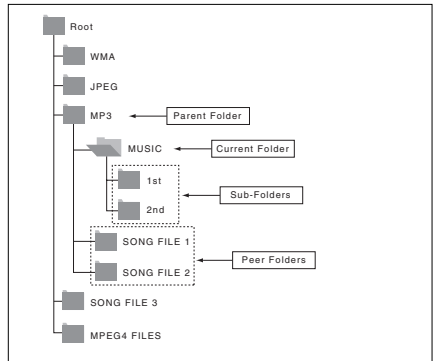 Root
WMA
JPEG
MP3
Parent Folder
MUSIC
Current Folder
1st
Sub-Folders
2nd
SONG FILE 1
Peer Folders
SONG FILE 2
SONG FILE 3
MPEG4 FILES